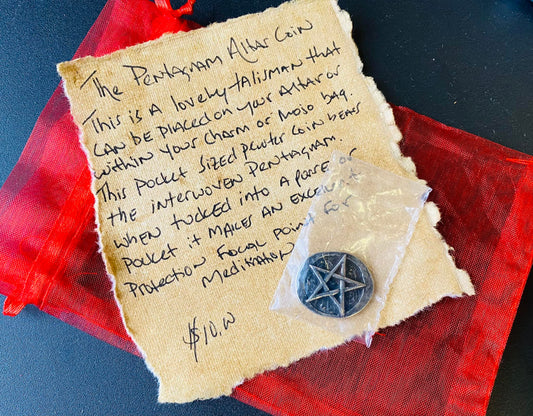 The Pentagram Altar Coin
This is a lovely talisman that
can be placed on your Altar or
within your charm or mojo bag.
This pocket sized pewter coin bears
the interwoven pentagram.
when tucked into a purse or
pocket it makes an excellent
Protection Focal point for
Meditation
$10.00